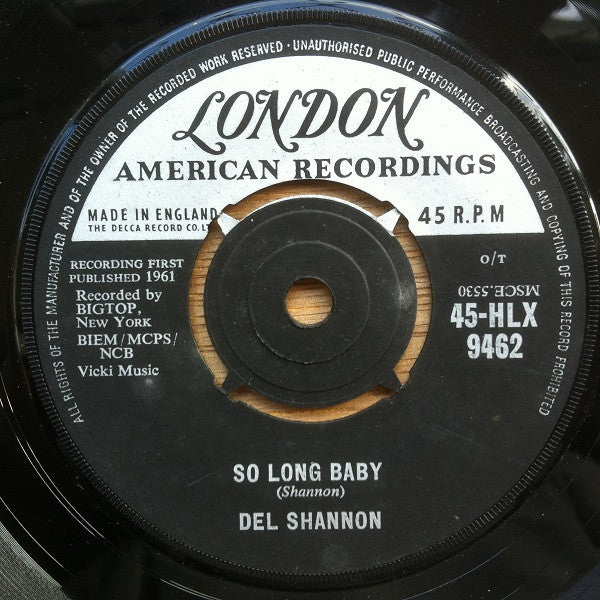 ALL RIGHTS OF THE MANUFACTURER AND OF THE OWNER OF THE RECORDED WORK RESERVED · UNAUTHORISED PUBLIC PERFORMANCE BROADCASTING AND COPYING OF THIS RECORD PROHIBITED
LONDON
AMERICAN RECORDINGS
MADE IN ENGLAND
THE DECCA RECORD CO. L
45 R.P.M
RECORDING FIRST
PUBLISHED 1961
Recorded by
BIGTOP,
New York
BIEM/MCPS/
NCB
Vicki Music
O/T
MSCE.5530
45-HLX
9462
SO LONG BABY
(Shannon)
DEL SHANNON